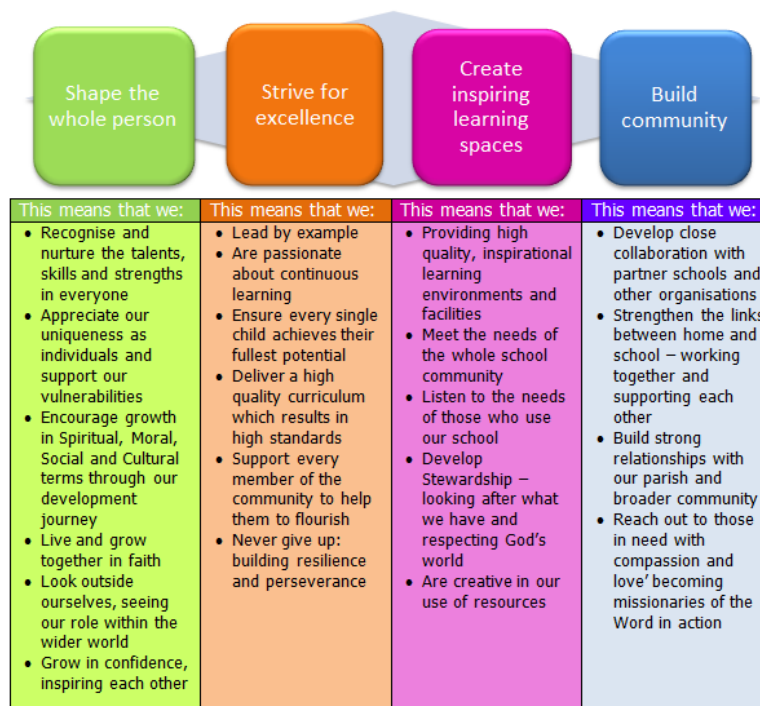 Shape the
whole person
Strive for
excellence
Create
inspiring
learning
spaces
Build
community
This means that we:
• Recognise and
nurture the talents,
skills and strengths
in everyone
• Appreciate our
uniqueness as
individuals and
support our
vulnerabilities
• Encourage growth
in Spiritual, Moral,
Social and Cultural
terms through our
development
journey
• Live and grow
together in faith
• Look outside
ourselves, seeing
our role within the
wider world
• Grow in confidence,
inspiring each other
This means that we:
• Lead by example
• Are passionate
about continuous
learning
• Ensure every single
child achieves their
fullest potential
• Deliver a high
quality curriculum
which results in
high standards
• Support every
member of the
community to help
them to flourish
• Never give up:
building resilience
and perseverance
This means that we:
• Providing high
quality, inspirational
learning
environments and
facilities
• Meet the needs of
the whole school
community
• Listen to the needs
of those who use
our school
• Develop
Stewardship –
looking after what
we have and
respecting God's
world
• Are creative in our
use of resources
This means that we:
• Develop close
collaboration with
partner schools and
other organisations
• Strengthen the links
between home and
school – working
together and
supporting each
other
• Build strong
relationships with
our parish and
broader community
• Reach out to those
in need with
compassion and
love' becoming
missionaries of the
Word in action